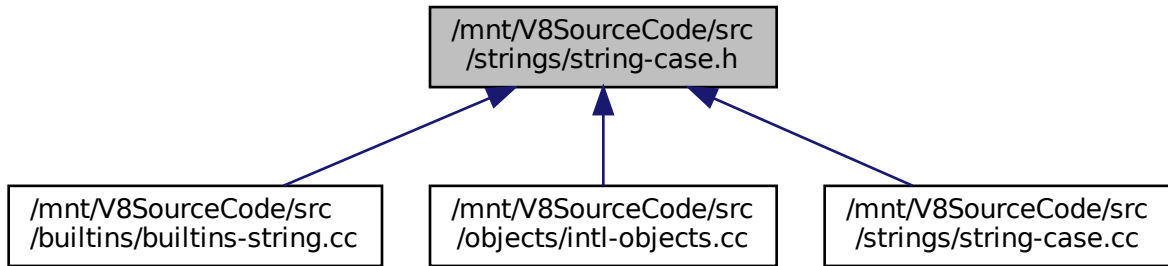 /mnt/V8SourceCode/src
/strings/string-case.h
/mnt/V8SourceCode/src
/builtins/builtins-string.cc
/mnt/V8SourceCode/src
/objects/intl-objects.cc
/mnt/V8SourceCode/src
/strings/string-case.cc